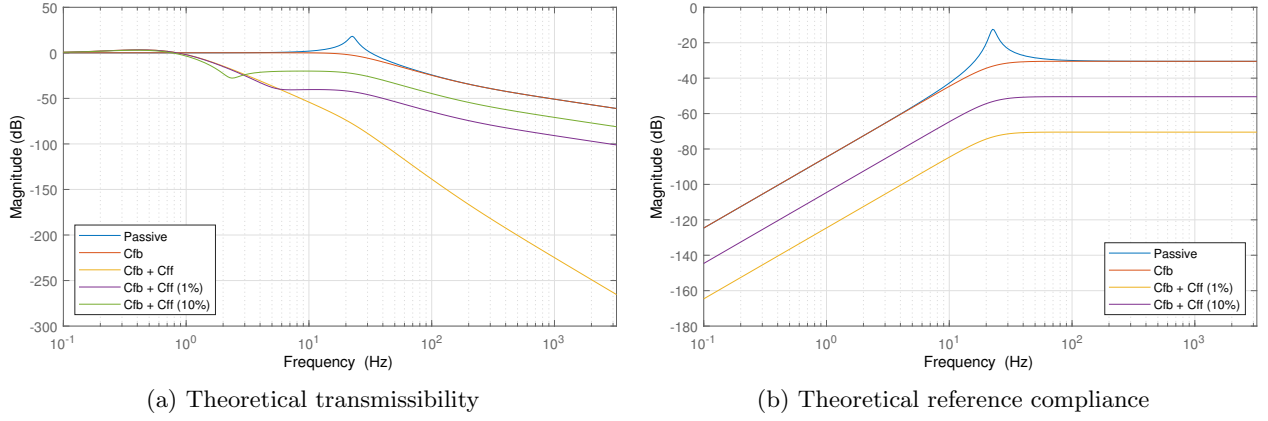 50
0
-50
-100
-150
-200
-250
-300
Magnitude (dB)
Passive
Cfb
Cfb + Cff
Cfb + Cff (1%)
Cfb + Cff (10%)
10^-1
10^0
10^1
10^2
10^3
Frequency (Hz)
(a) Theoretical transmissibility
0
-20
-40
-60
-80
-100
-120
-140
-160
-180
Magnitude (dB)
Passive
Cfb
Cfb + Cff (1%)
Cfb + Cff (10%)
10^-1
10^0
10^1
10^2
10^3
Frequency (Hz)
(b) Theoretical reference compliance